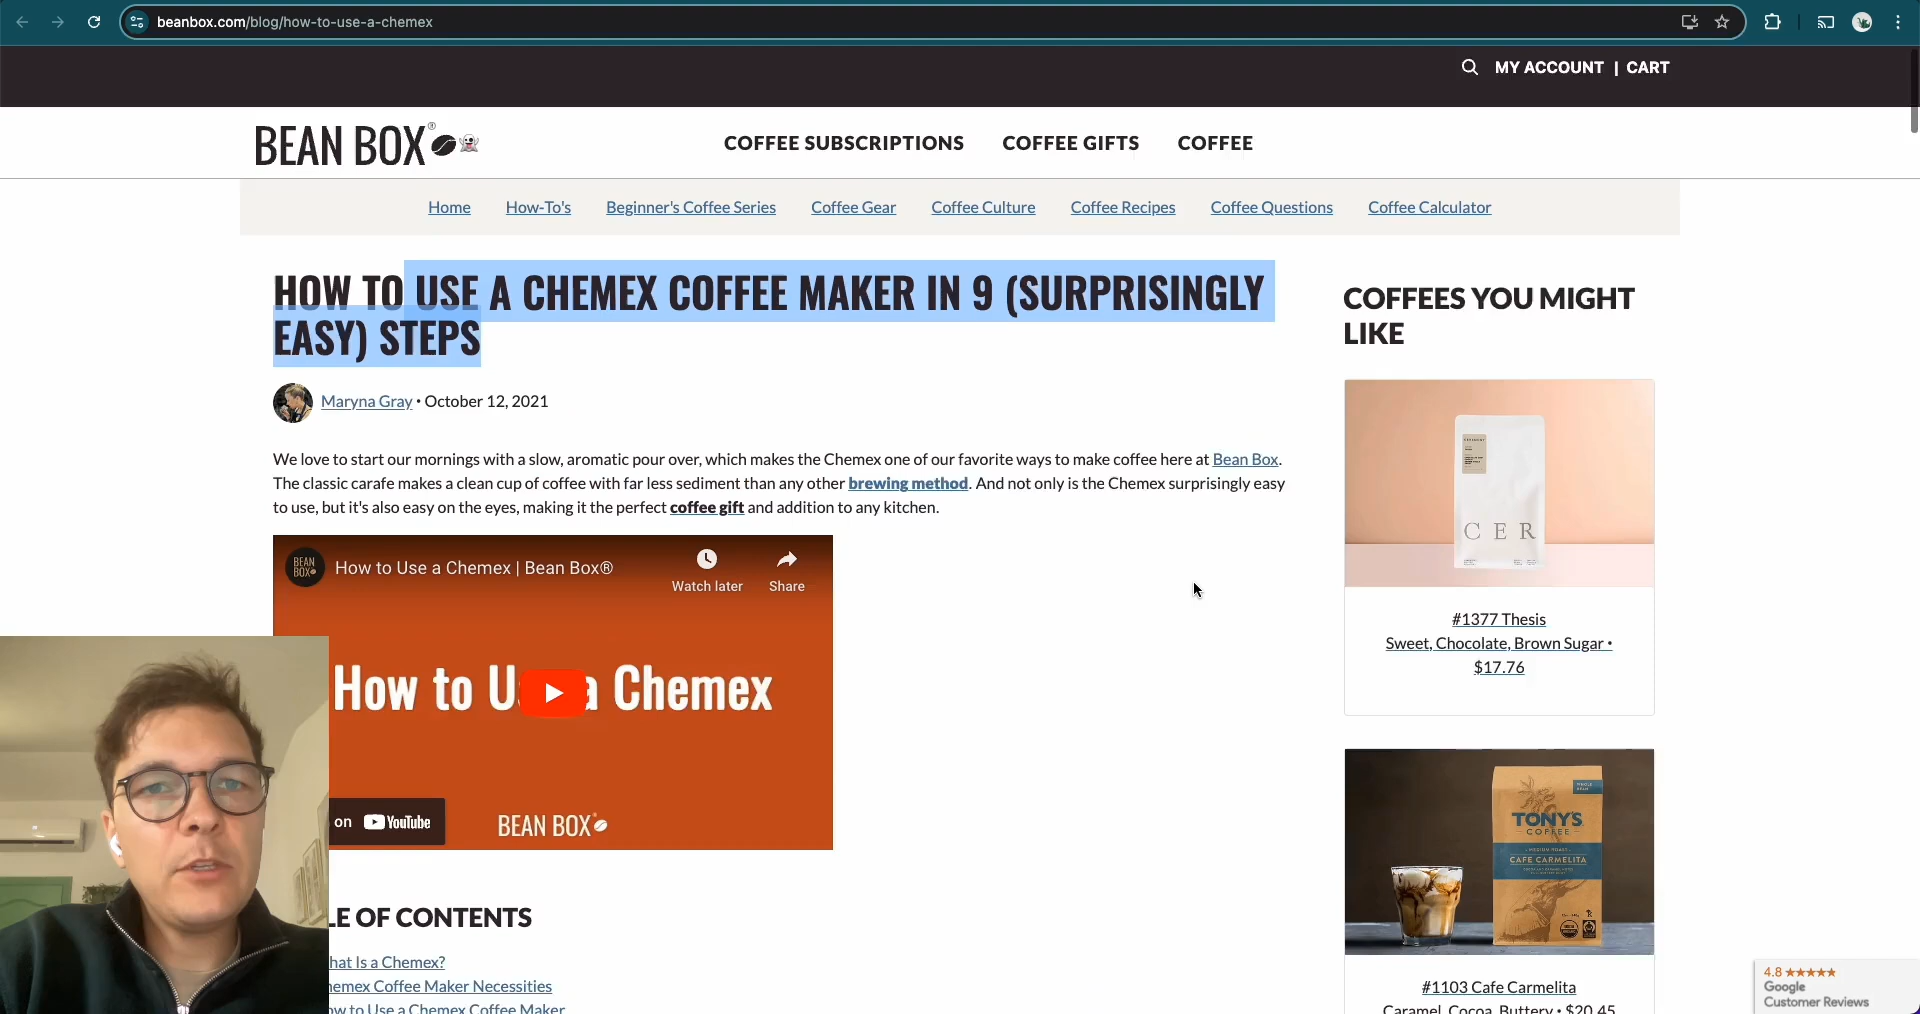 beanbox.com/blog/how-to-use-a-chemex
MY ACCOUNT | CART
BEAN BOX®
COFFEE SUBSCRIPTIONS COFFEE GIFTS COFFEE
Home How-To's Beginner's Coffee Series Coffee Gear Coffee Culture Coffee Recipes Coffee Questions Coffee Calculator
HOW TO USE A CHEMEX COFFEE MAKER IN 9 (SURPRISINGLY
EASY) STEPS
Maryna Gray • October 12, 2021
We love to start our mornings with a slow, aromatic pour over, which makes the Chemex one of our favorite ways to make coffee here at Bean Box.
The classic carafe makes a clean cup of coffee with far less sediment than any other brewing method. And not only is the Chemex surprisingly easy
to use, but it's also easy on the eyes, making it the perfect coffee gift and addition to any kitchen.
BEAN
BOX
How to Use a Chemex | Bean Box®
Watch later
Share
How to U a Chemex
on YouTube
BEAN BOX
LE OF CONTENTS
hat Is a Chemex?
hemex Coffee Maker Necessities
ow to Use a Chemex Coffee Maker
COFFEES YOU MIGHT
LIKE
CER
#1377 Thesis
Sweet, Chocolate, Brown Sugar •
$17.76
WHOLE
BEAN
TONY'S
COFFEE
MEDIUM ROAST
CAFE CARMELITA
#1103 Cafe Carmelita
Caramel, Cocoa, Buttery • $20.45
4.8 ★★★★★
Google
Customer Reviews